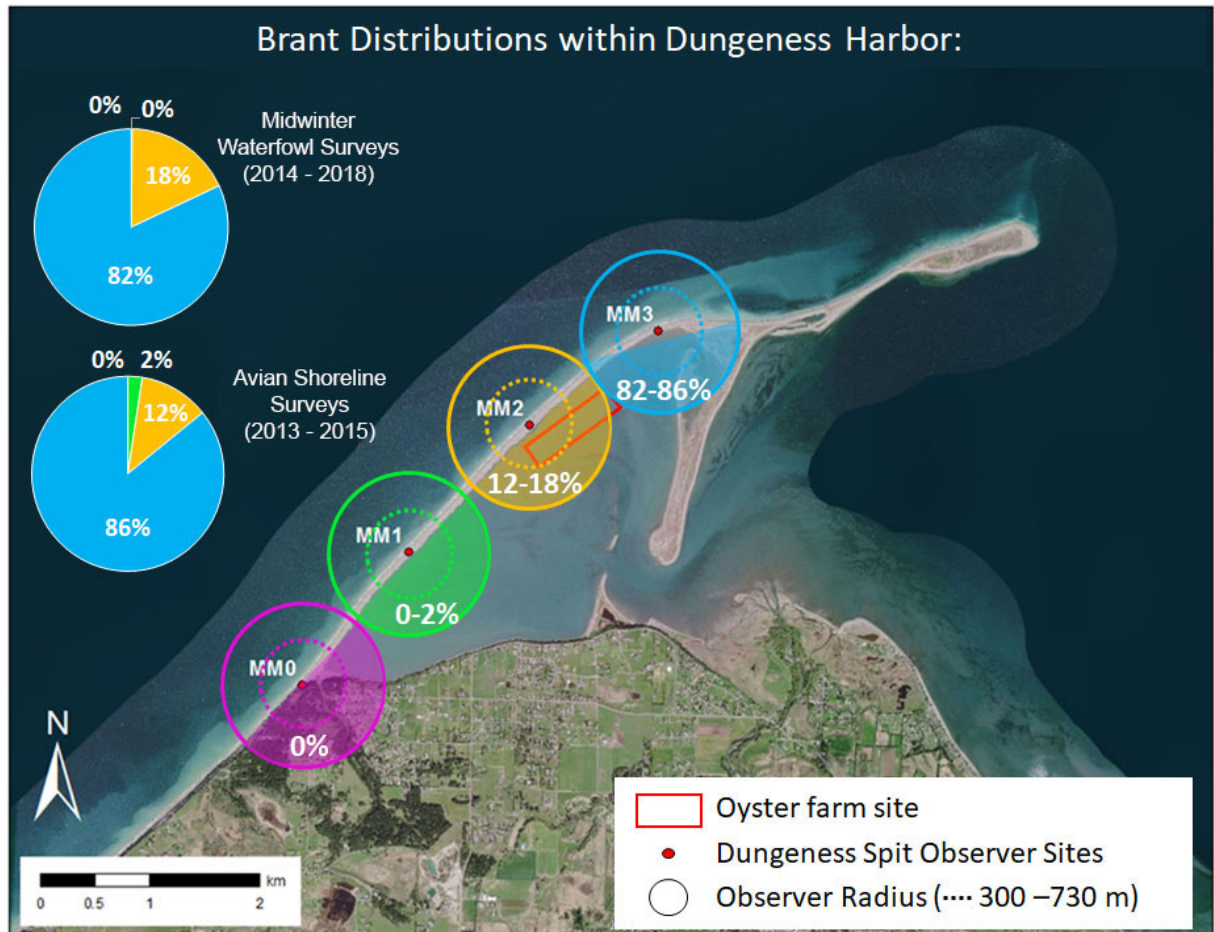 Brant Distributions within Dungeness Harbor:
0% 0%
Midwinter
Waterfowl Surveys
(2014 - 2018)
18%
82%
0% 2%
Avian Shoreline
Surveys
(2013 - 2015)
12%
86%
MM3
82-86%
MM2
12-18%
MM1
0-2%
MM0
0%
N
km
0 0.5 1 2
Oyster farm site
Dungeness Spit Observer Sites
Observer Radius (···· 300 –730 m)